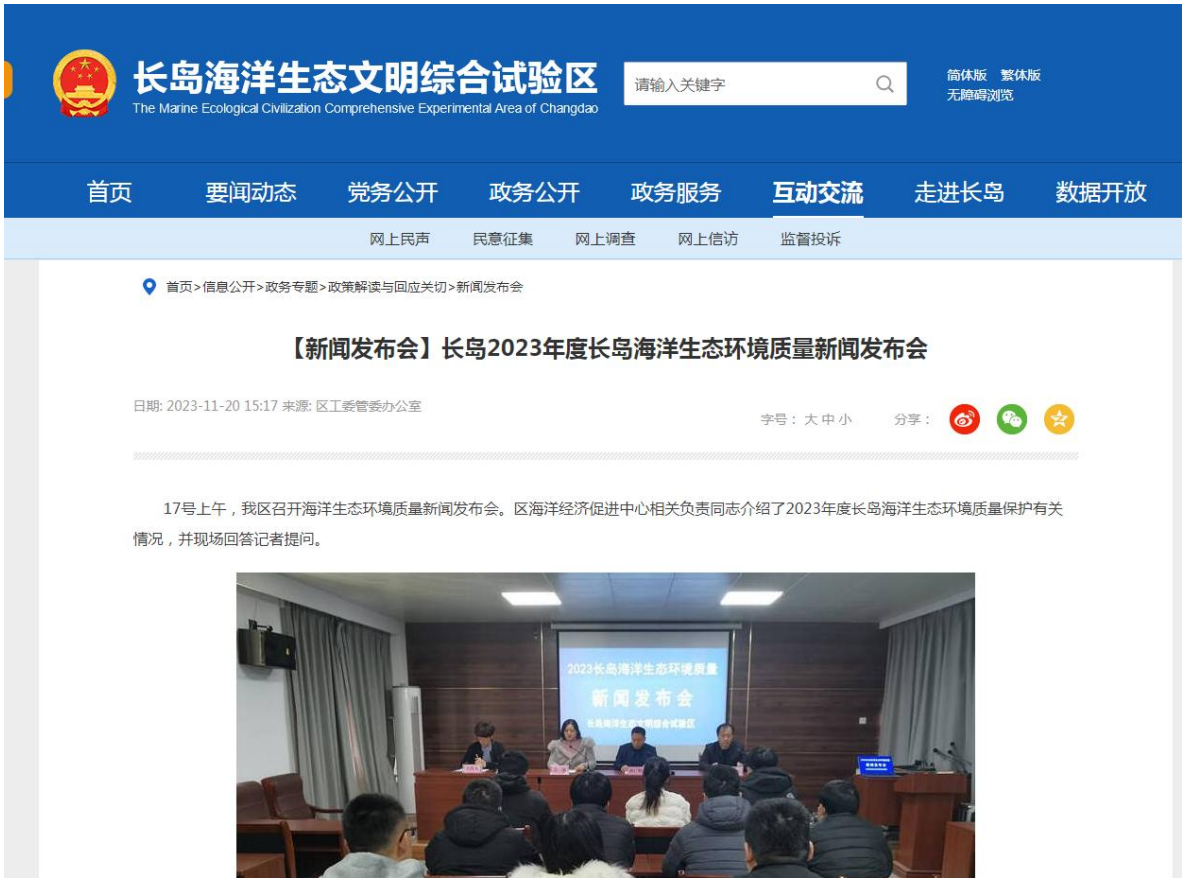 长岛海洋生态文明综合试验区
The Marine Ecological Civilization Comprehensive Experimental Area of Changdao
请输入关键字
简体版 繁体版
无障碍浏览
首页 要闻动态 党务公开 政务公开 政务服务 互动交流 走进长岛 数据开放
网上民声 民意征集 网上调查 网上信访 监督投诉
首页>信息公开>政务专题>政策解读与回应关切>新闻发布会
【新闻发布会】长岛2023年度长岛海洋生态环境质量新闻发布会
日期: 2023-11-20 15:17 来源: 区工委管委办公室
字号：大 中 小 分享：
17号上午，我区召开海洋生态环境质量新闻发布会。区海洋经济促进中心相关负责同志介绍了2023年度长岛海洋生态环境质量保护有关
情况，并现场回答记者提问。
2023长岛海洋生态环境质量
新闻发布会
长岛海洋生态文明综合试验区